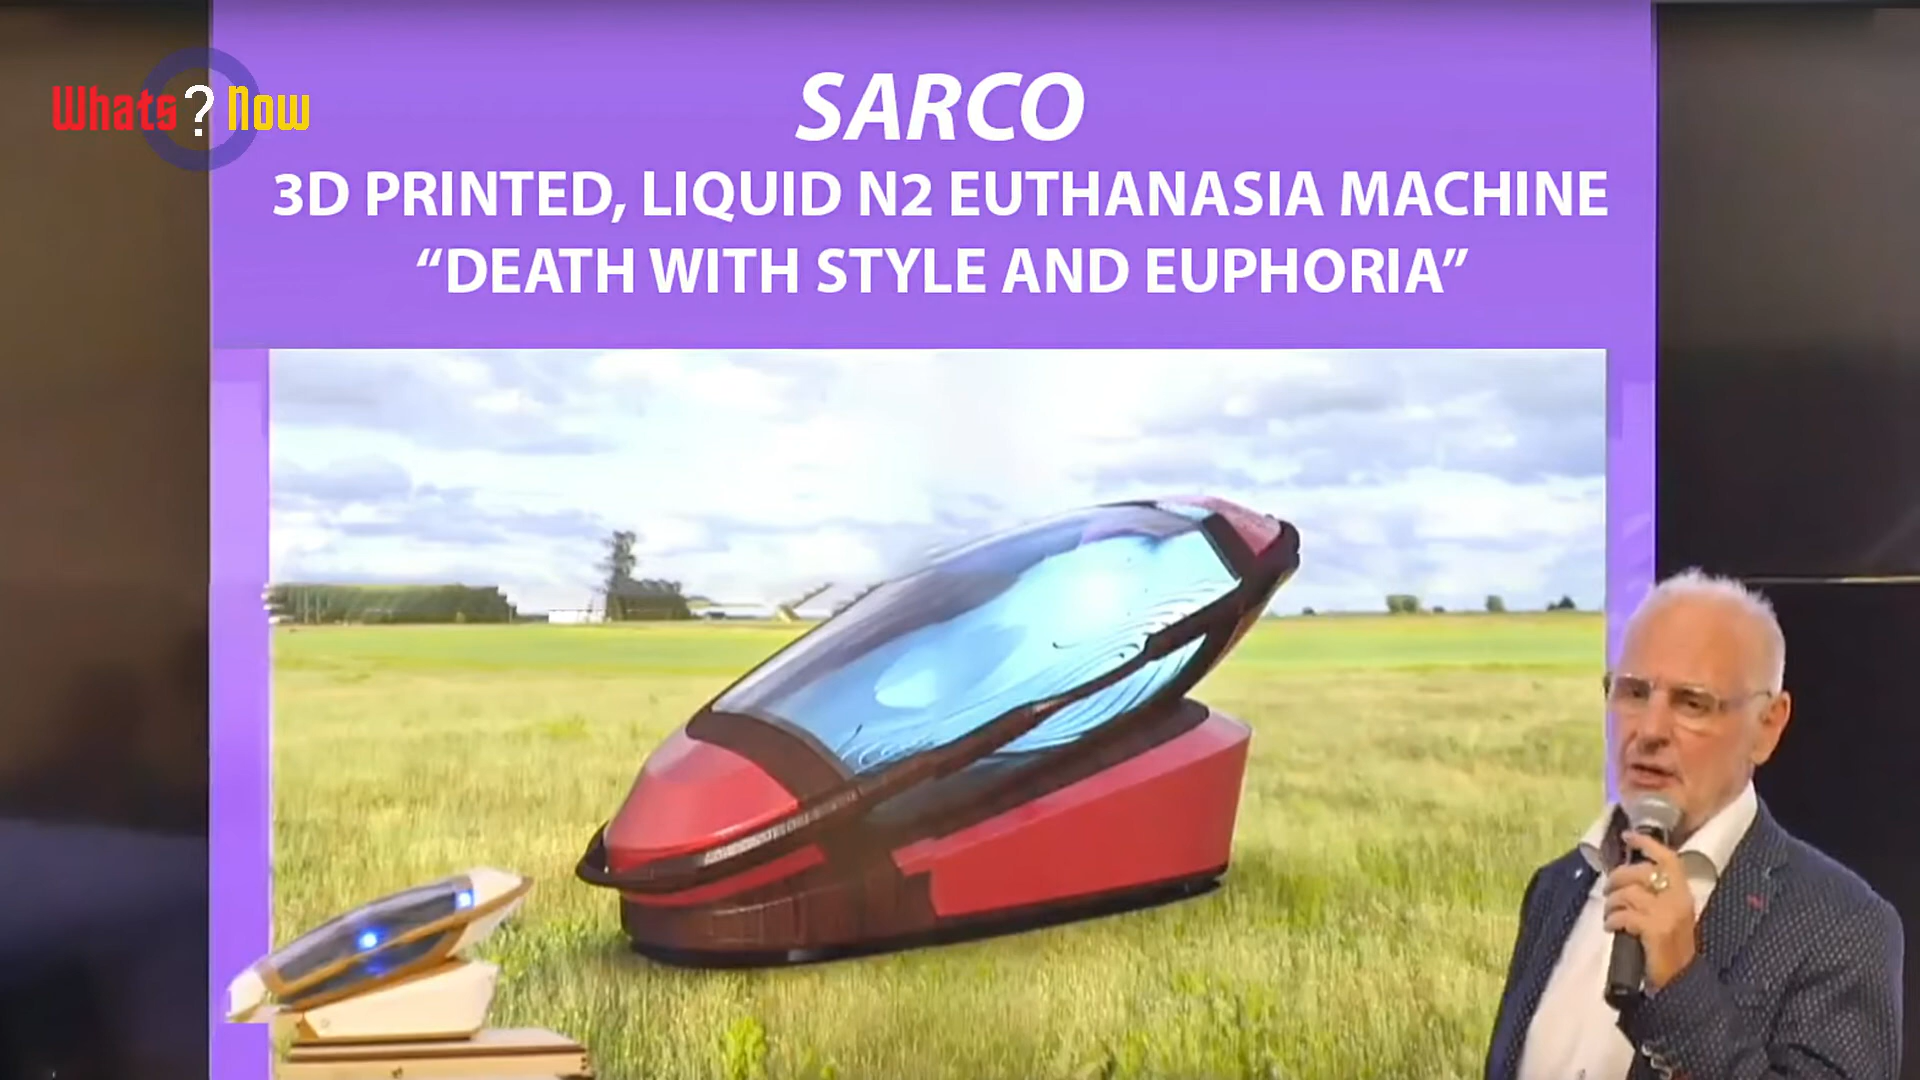 Whats?Now
SARCO
3D PRINTED, LIQUID N2 EUTHANASIA MACHINE
“DEATH WITH STYLE AND EUPHORIA”